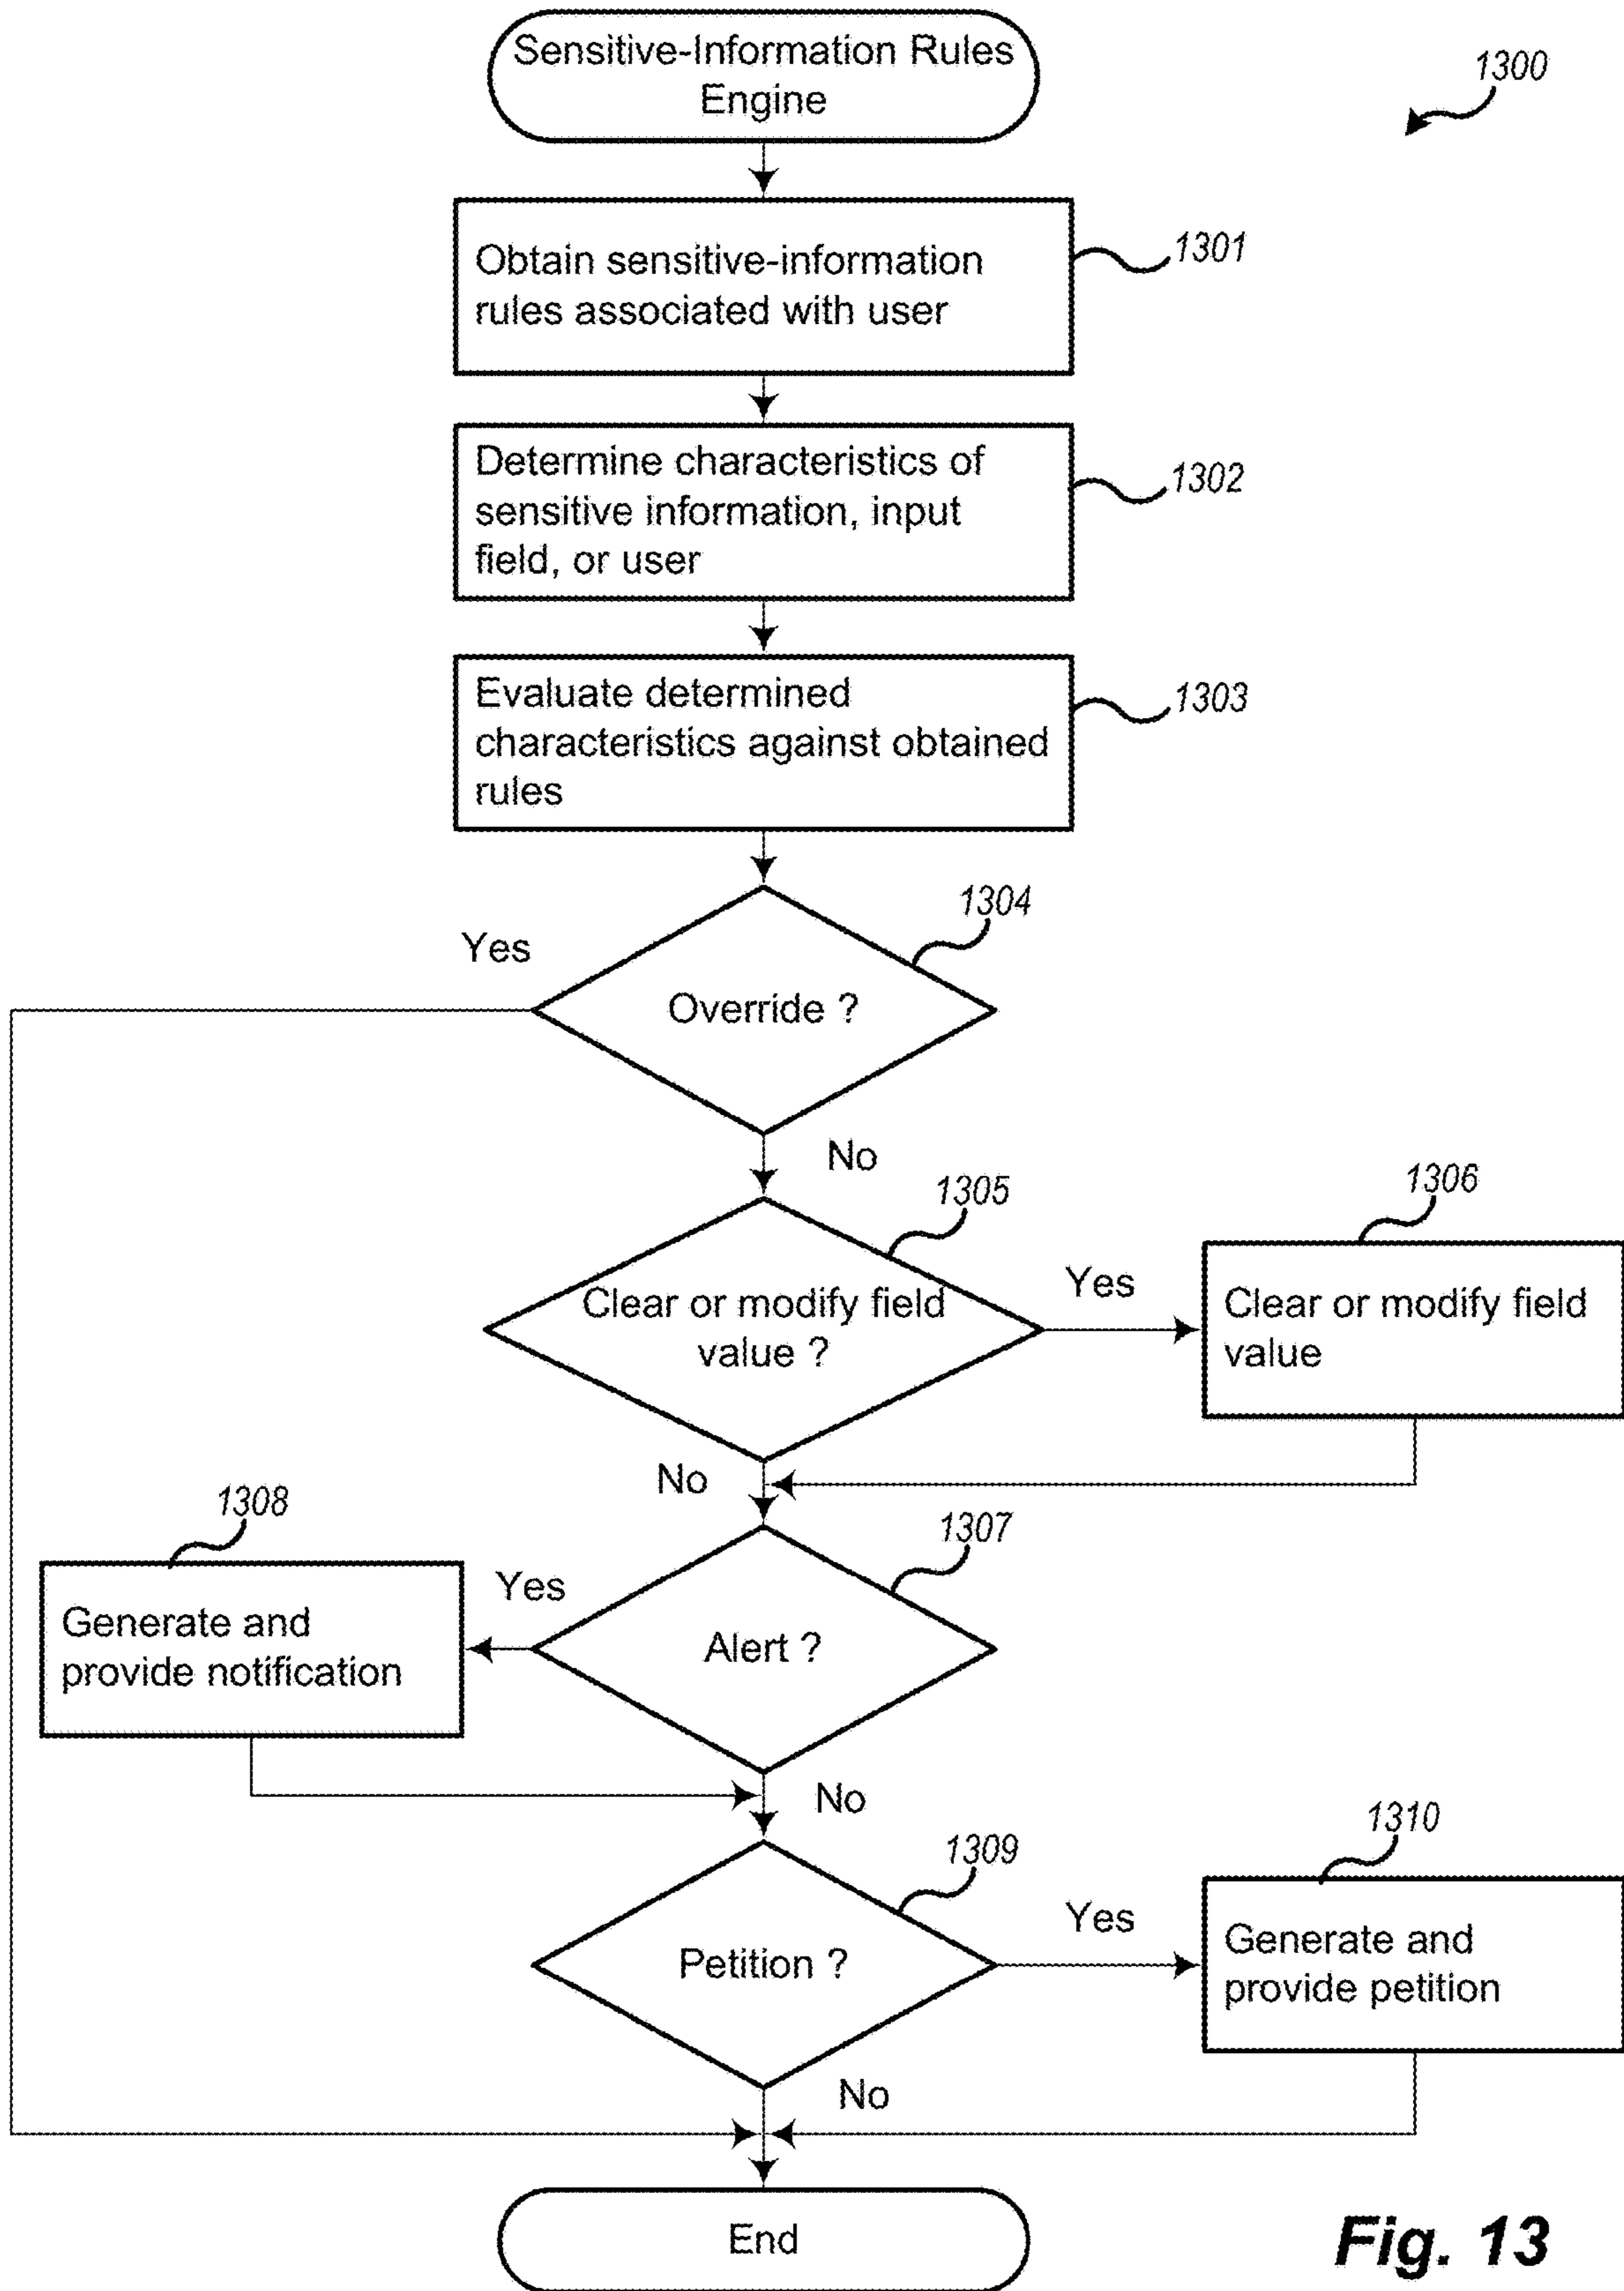 Sensitive-Information Rules
Engine
1300
Obtain sensitive-information
rules associated with user
1301
Determine characteristics of
sensitive information, input
field, or user
1302
Evaluate determined
characteristics against obtained
rules
1303
1304
Yes
Override ?
No
1305
1306
Clear or modify field
value ?
Yes
Clear or modify field
value
No
1308
1307
Generate and
provide notification
Yes
Alert ?
No
1309
1310
Petition ?
Yes
Generate and
provide petition
No
End
Fig. 13